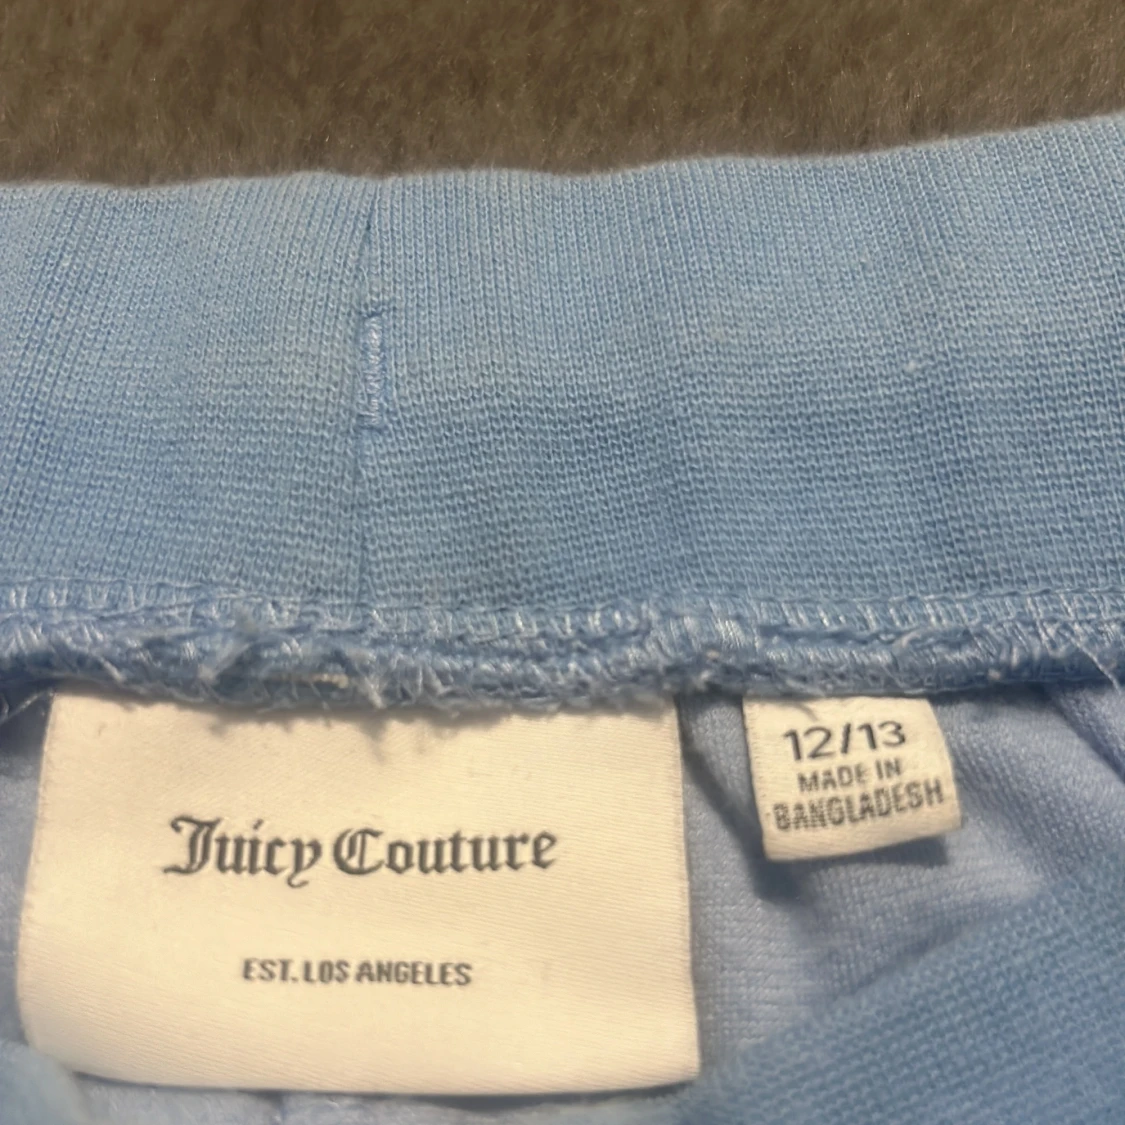 Juicy Couture
EST. LOS ANGELES
12/13
MADE IN
BANGLADESH